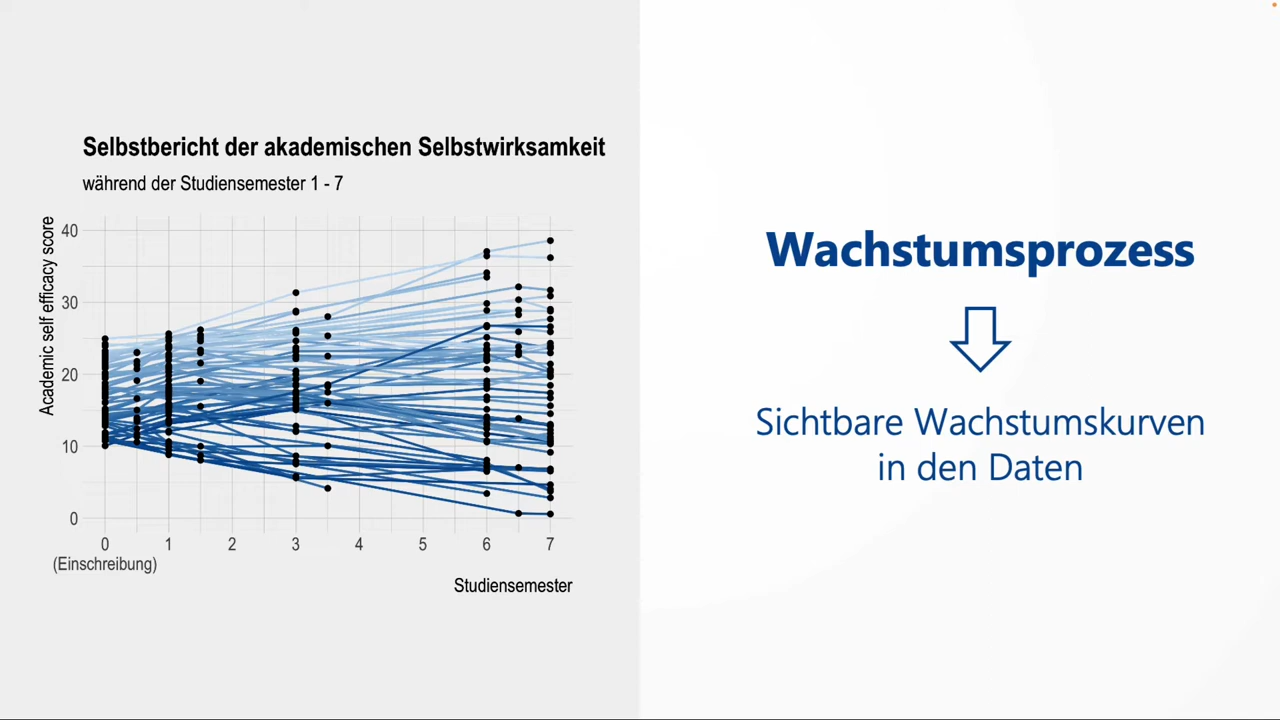 Selbstbericht der akademischen Selbstwirksamkeit
während der Studiensemester 1 - 7
Academic self efficacy score
40
30
20
10
0
0 1 2 3 4 5 6 7
(Einschreibung)
Studiensemester
Wachstumsprozess
Sichtbare Wachstumskurven
in den Daten